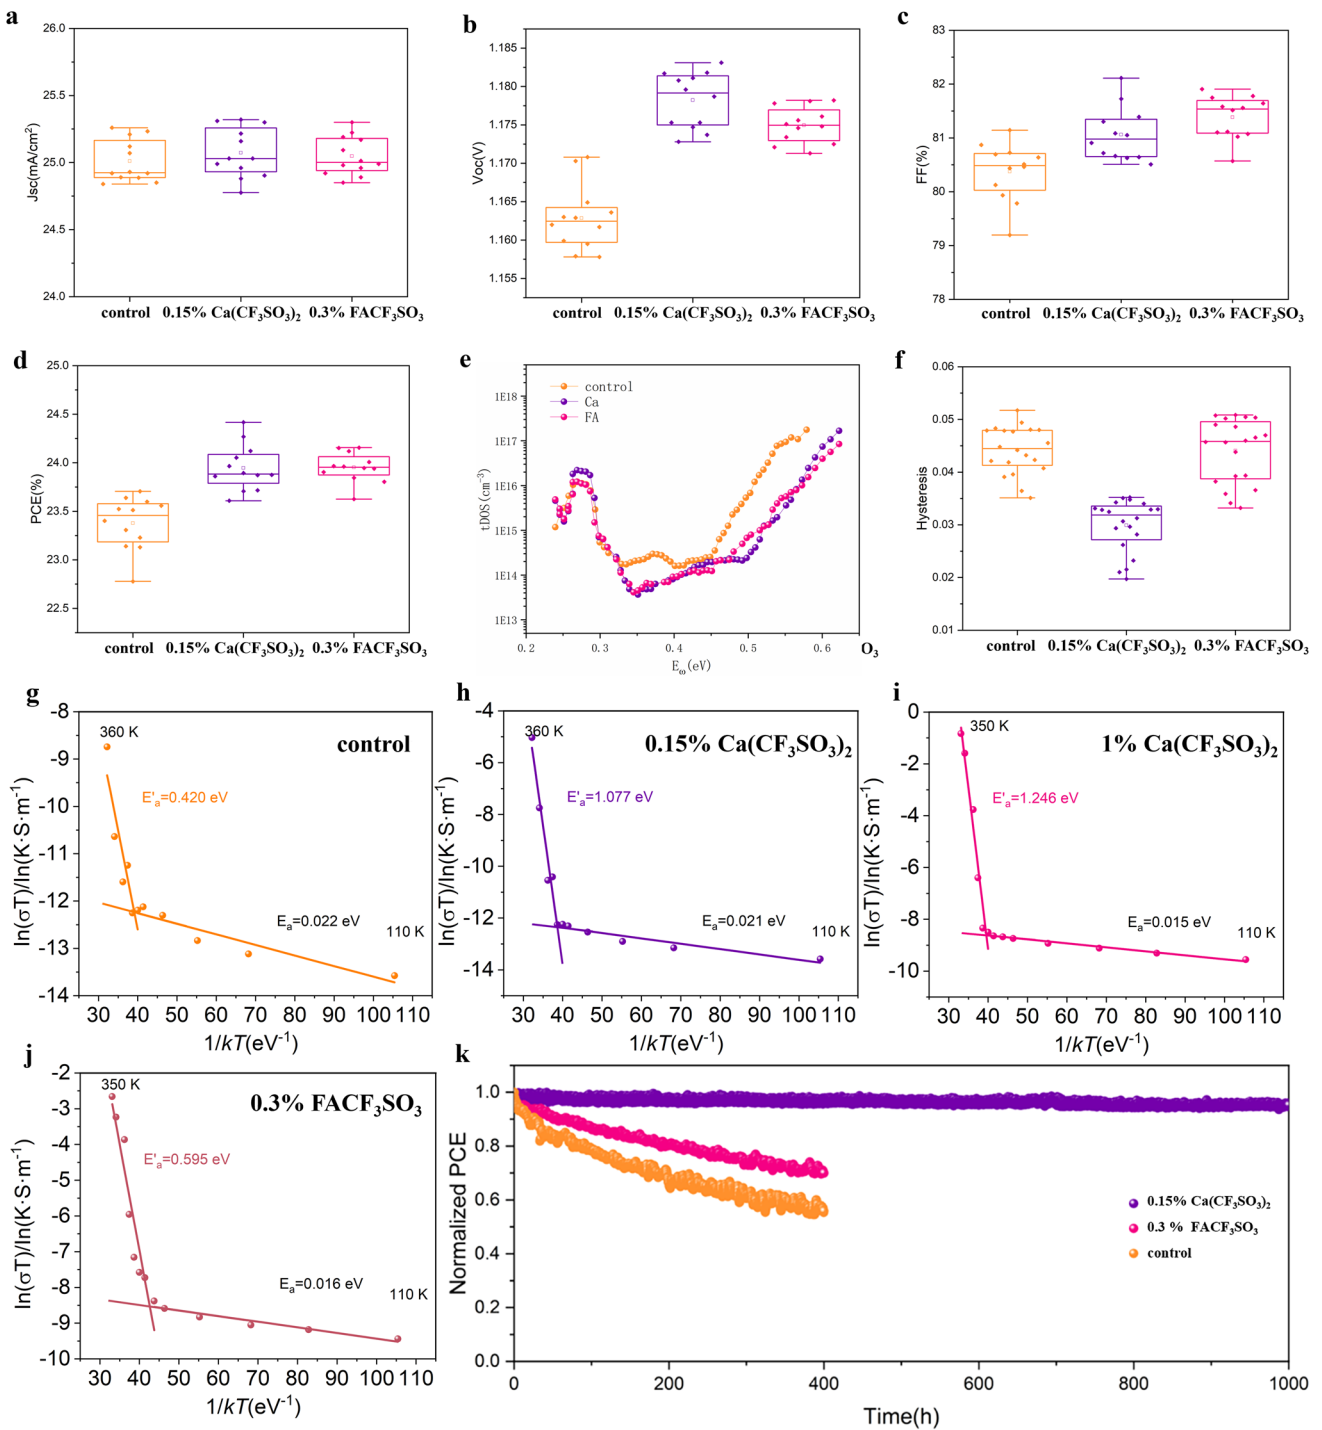 a
26.0
25.5
25.0
24.5
24.0
Jsc(mA/cm²)
control 0.15% Ca(CF₃SO₃)₂ 0.3% FACF₃SO₃
b
1.185
1.180
1.175
1.170
1.165
1.160
1.155
Voc(V)
control 0.15% Ca(CF₃SO₃)₂ 0.3% FACF₃SO₃
c
83
82
81
80
79
78
FF(%)
control 0.15% Ca(CF₃SO₃)₂ 0.3% FACF₃SO₃
d
25.0
24.5
24.0
23.5
23.0
22.5
PCE(%)
control 0.15% Ca(CF₃SO₃)₂ 0.3% FACF₃SO₃
e
control
Ca
FA
1E18
1E17
1E16
1E15
1E14
1E13
tDOS(cm⁻³)
0.2 0.3 0.4 0.5 0.6 O₃
E_ω(eV)
f
0.06
0.05
0.04
0.03
0.02
0.01
Hysteresis
control 0.15% Ca(CF₃SO₃)₂ 0.3% FACF₃SO₃
g
-8
-9
-10
-11
-12
-13
-14
ln(σT)/ln(K·S·m⁻¹)
360 K
control
E'ₐ=0.420 eV
Eₐ=0.022 eV
110 K
30 40 50 60 70 80 90 100 110
1/kT(eV⁻¹)
h
-4
-6
-8
-10
-12
-14
ln(σT)/ln(K·S·m⁻¹)
360 K
0.15% Ca(CF₃SO₃)₂
E'ₐ=1.077 eV
Eₐ=0.021 eV
110 K
30 40 50 60 70 80 90 100 110
1/kT(eV⁻¹)
i
0
-2
-4
-6
-8
-10
ln(σT)/ln(K·S·m⁻¹)
350 K
1% Ca(CF₃SO₃)₂
E'ₐ=1.246 eV
Eₐ=0.015 eV
110 K
30 40 50 60 70 80 90 100 110
1/kT(eV⁻¹)
j
-2
-3
-4
-5
-6
-7
-8
-9
-10
ln(σT)/ln(K·S·m⁻¹)
350 K
0.3% FACF₃SO₃
E'ₐ=0.595 eV
Eₐ=0.016 eV
110 K
30 40 50 60 70 80 90 100 110
1/kT(eV⁻¹)
k
1.0
0.8
0.6
0.4
0.2
0.0
Normalized PCE
0.15% Ca(CF₃SO₃)₂
0.3 % FACF₃SO₃
control
0 200 400 600 800 1000
Time(h)